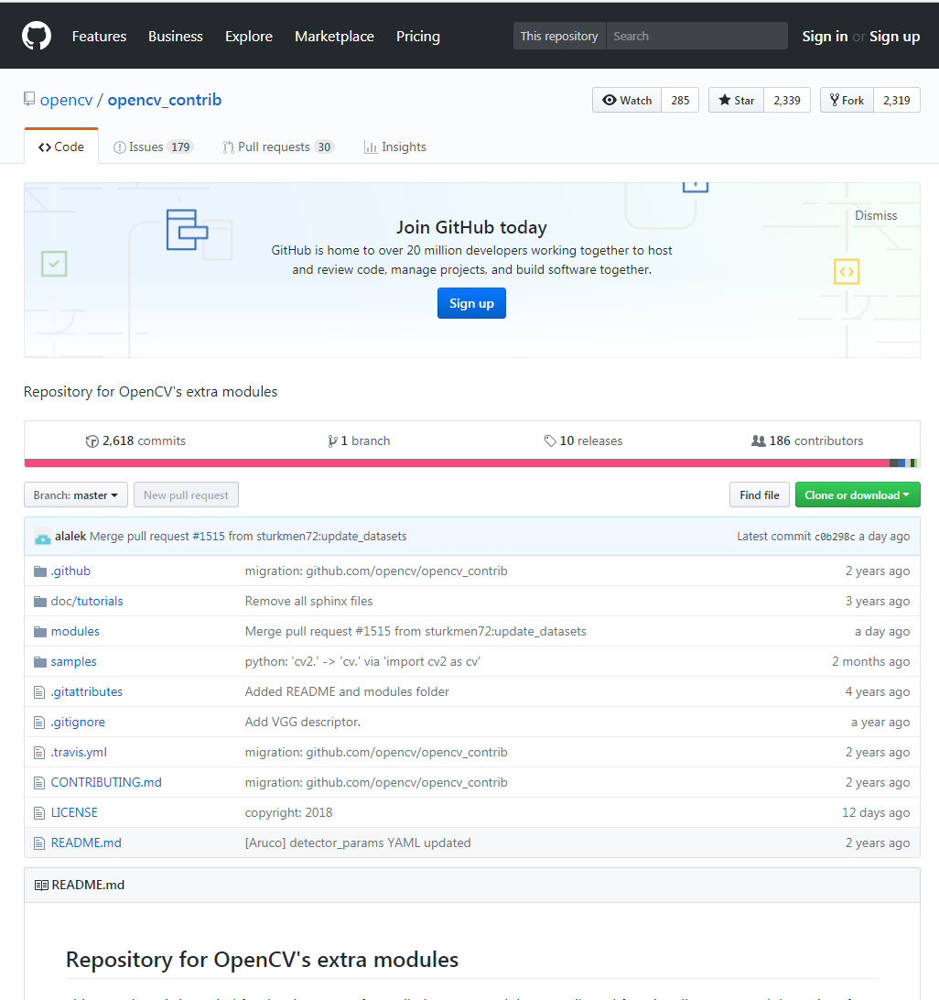 Features Business Explore Marketplace Pricing This repository Search Sign in or Sign up
opencv / opencv_contrib Watch 285 Star 2,339 Fork 2,319
Code Issues 179 Pull requests 30 Insights
Dismiss
Join GitHub today
GitHub is home to over 20 million developers working together to host
and review code, manage projects, and build software together.
Sign up
Repository for OpenCV's extra modules
2,618 commits 1 branch 10 releases 186 contributors
Branch: master New pull request Find file Clone or download
alalek Merge pull request #1515 from sturkmen72:update_datasets Latest commit c0b298c a day ago
.github migration: github.com/opencv/opencv_contrib 2 years ago
doc/tutorials Remove all sphinx files 3 years ago
modules Merge pull request #1515 from sturkmen72:update_datasets a day ago
samples python: 'cv2.' -> 'cv.' via 'import cv2 as cv' 2 months ago
.gitattributes Added README and modules folder 4 years ago
.gitignore Add VGG descriptor. a year ago
.travis.yml migration: github.com/opencv/opencv_contrib 2 years ago
CONTRIBUTING.md migration: github.com/opencv/opencv_contrib 2 years ago
LICENSE copyright: 2018 12 days ago
README.md [Aruco] detector_params YAML updated 2 years ago
README.md
Repository for OpenCV's extra modules